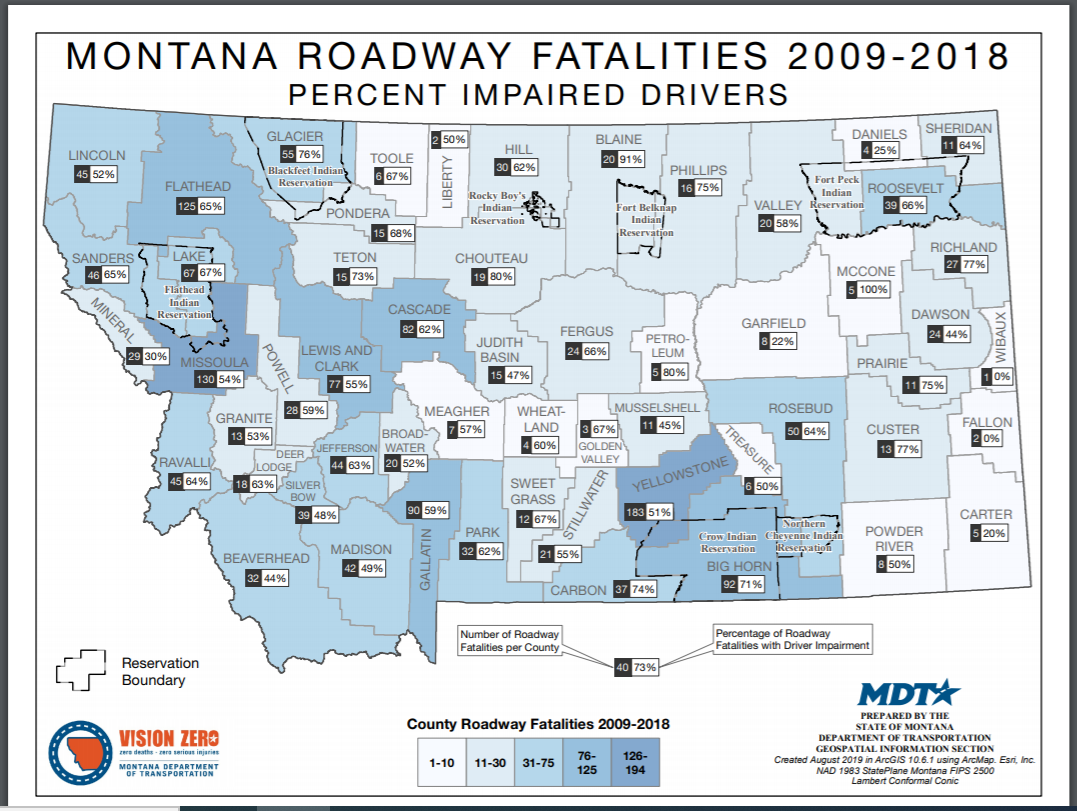 MONTANA ROADWAY FATALITIES 2009-2018
PERCENT IMPAIRED DRIVERS
LINCOLN
45 52%
FLATHEAD
125 65%
GLACIER
55 76%
Blackfeet Indian
Reservation
TOOLE
6 67%
2 50%
LIBERTY
HILL
30 62%
Rocky Boy's
Indian
Reservation
BLAINE
20 91%
Fort Belknap
Indian
Reservation
PHILLIPS
16 75%
VALLEY
20 58%
DANIELS
4 25%
SHERIDAN
11 64%
Fort Peck
Indian
Reservation
ROOSEVELT
39 66%
PONDERA
15 68%
SANDERS
46 65%
LAKE
67 67%
Flathead
Indian
Reservation
TETON
15 73%
CHOUTEAU
19 80%
MCCONE
5 100%
RICHLAND
27 77%
MINERAL
29 30%
MISSOULA
130 54%
POWELL
28 59%
LEWIS AND
CLARK
77 55%
CASCADE
82 62%
JUDITH
BASIN
15 47%
FERGUS
24 66%
PETRO-
LEUM
5 80%
GARFIELD
8 22%
DAWSON
24 44%
WIBAUX
1 0%
PRAIRIE
11 75%
GRANITE
13 53%
RAVALLI
45 64%
DEER
LODGE
18 63%
SILVER
BOW
39 48%
JEFFERSON
44 63%
BROAD-
WATER
20 52%
MEAGHER
7 57%
WHEAT-
LAND
4 60%
3 67%
GOLDEN
VALLEY
MUSSELSHELL
11 45%
TREASURE
6 50%
ROSEBUD
50 64%
CUSTER
13 77%
FALLON
2 0%
BEAVERHEAD
32 44%
MADISON
42 49%
90 59%
GALLATIN
PARK
32 62%
SWEET
GRASS
12 67%
STILLWATER
21 55%
YELLOWSTONE
183 51%
CARBON 37 74%
Crow Indian
Reservation
BIG HORN
92 71%
Northern
Cheyenne Indian
Reservation
POWDER
RIVER
8 50%
CARTER
5 20%
Number of Roadway
Fatalities per County
40 73%
Percentage of Roadway
Fatalities with Driver Impairment
Reservation
Boundary
VISION ZERO
zero deaths - zero serious injuries
MONTANA DEPARTMENT
OF TRANSPORTATION
County Roadway Fatalities 2009-2018
1-10 11-30 31-75 76-125 126-194
MDT
PREPARED BY THE
STATE OF MONTANA
DEPARTMENT OF TRANSPORTATION
GEOSPATIAL INFORMATION SECTION
Created August 2019 in ArcGIS 10.6.1 using ArcMap. Esri, Inc.
NAD 1983 StatePlane Montana FIPS 2500
Lambert Conformal Conic